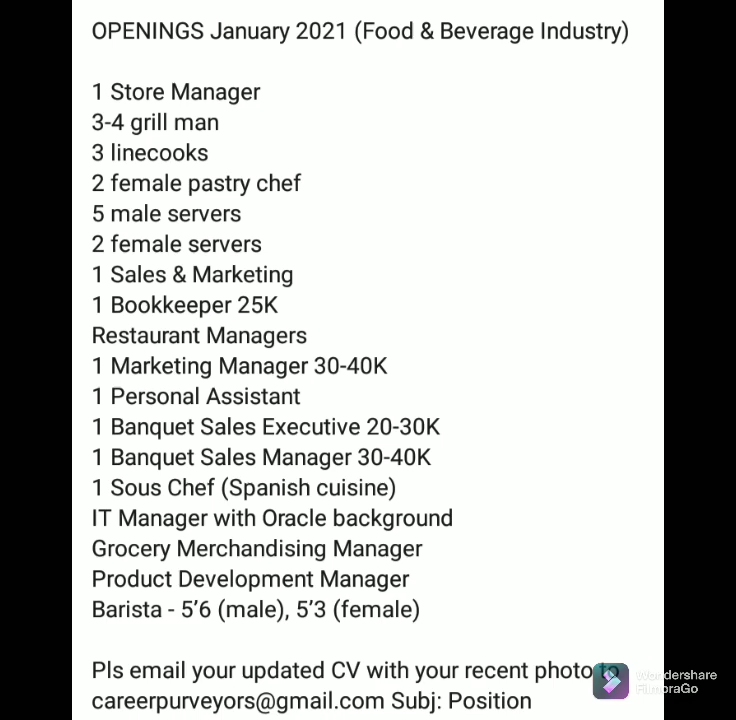 OPENINGS January 2021 (Food & Beverage Industry)
1 Store Manager
3-4 grill man
3 linecooks
2 female pastry chef
5 male servers
2 female servers
1 Sales & Marketing
1 Bookkeeper 25K
Restaurant Managers
1 Marketing Manager 30-40K
1 Personal Assistant
1 Banquet Sales Executive 20-30K
1 Banquet Sales Manager 30-40K
1 Sous Chef (Spanish cuisine)
IT Manager with Oracle background
Grocery Merchandising Manager
Product Development Manager
Barista - 5’6 (male), 5’3 (female)
Pls email your updated CV with your recent photo to
careerpurveyors@gmail.com Subj: Position
Wondershare
FilmoraGo